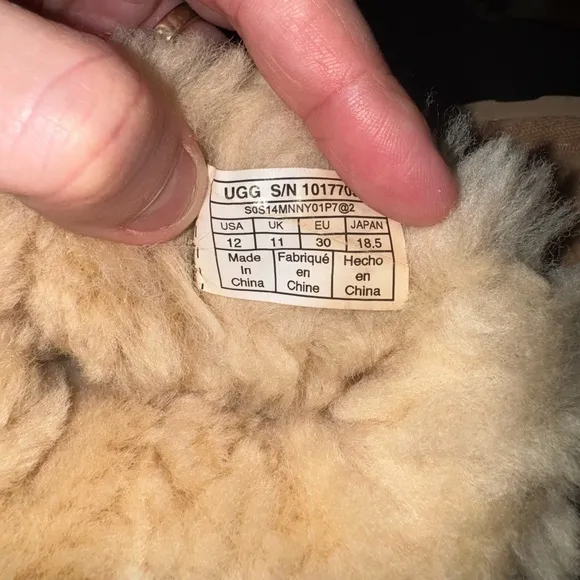 UGG S/N 101770
S0S14MNNY01P7@2
USA UK EU JAPAN
12 11 30 18.5
Made Fabriqué Hecho
In en en
China Chine China